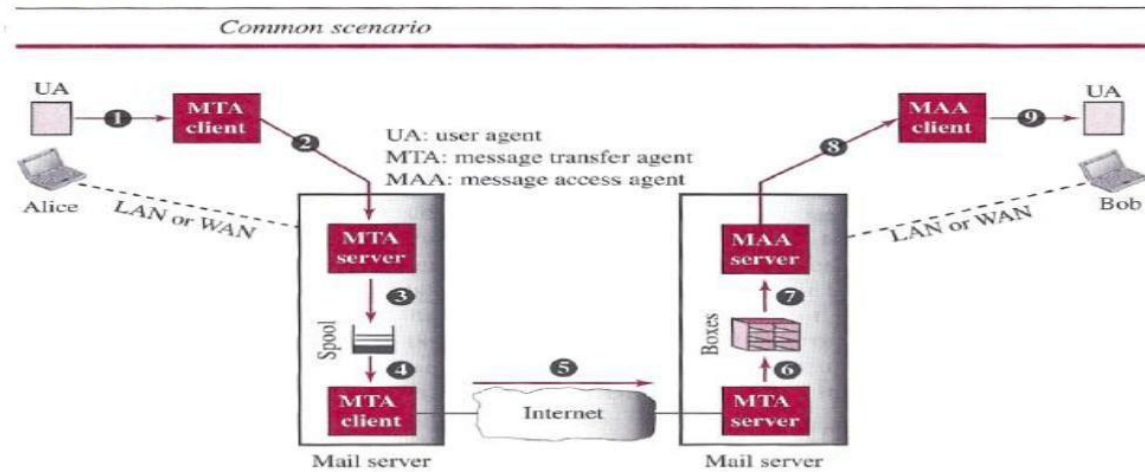 Common scenario
UA
1
MTA
client
2
UA: user agent
MTA: message transfer agent
MAA: message access agent
8
MAA
client
9
UA
Alice
LAN or WAN
Bob
LAN or WAN
MTA
server
3
Spool
4
MTA
client
Mail server
5
Internet
MAA
server
7
Boxes
6
MTA
server
Mail server